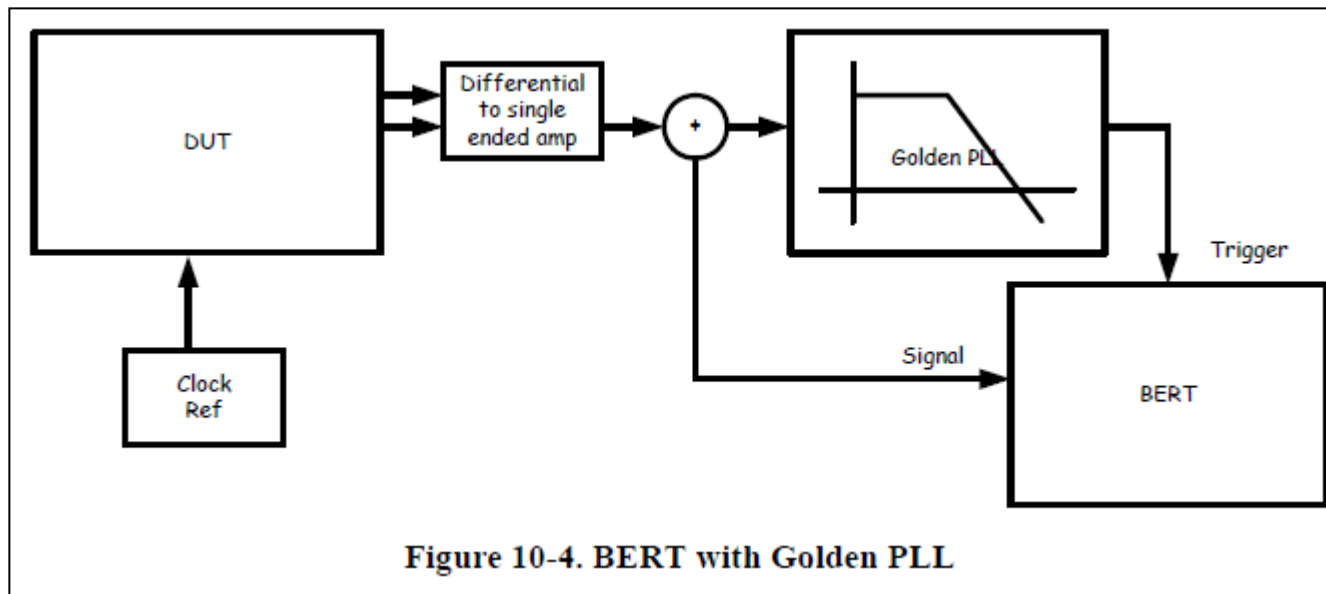 DUT
Differential
to single
ended amp
+
Golden PLL
Trigger
Clock
Ref
Signal
BERT
Figure 10-4. BERT with Golden PLL